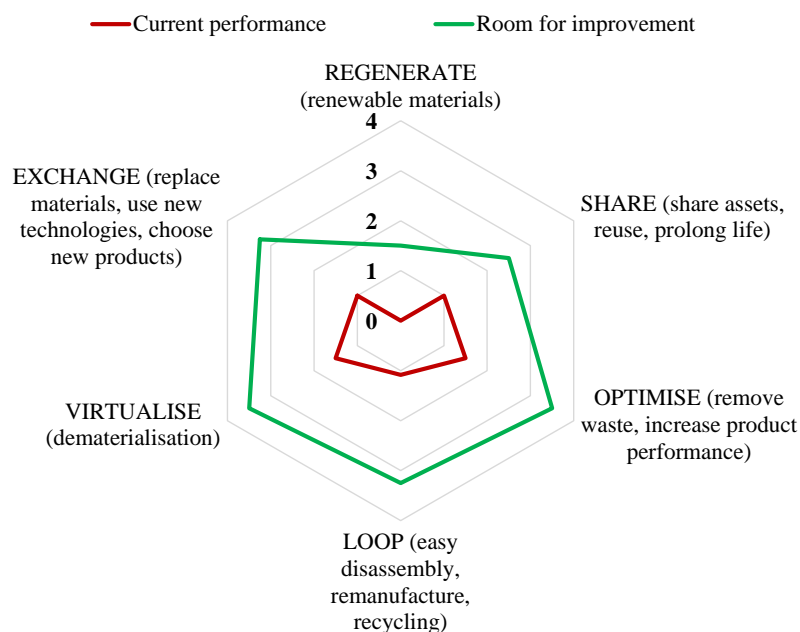 Current performance
Room for improvement
REGENERATE
(renewable materials)
4
3
2
1
0
EXCHANGE (replace
materials, use new
technologies, choose
new products)
SHARE (share assets,
reuse, prolong life)
VIRTUALISE
(dematerialisation)
OPTIMISE (remove
waste, increase product
performance)
LOOP (easy
disassembly,
remanufacture,
recycling)